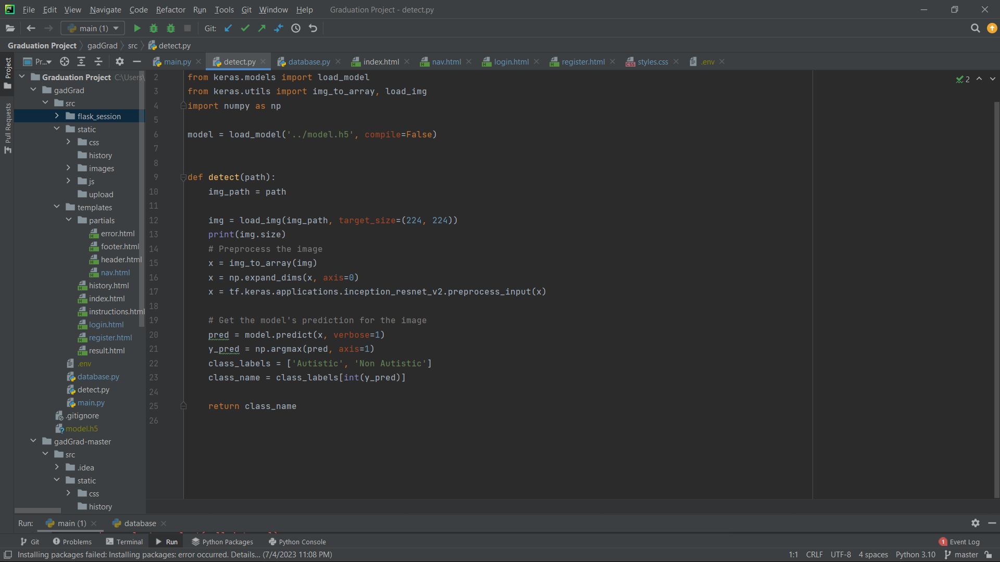 File Edit View Navigate Code Refactor Run Tools Git Window Help Graduation Project - detect.py
main (1) Git:
Graduation Project gadGrad src detect.py
Pr... main.py detect.py database.py index.html nav.html login.html register.html styles.css .env
Project
Pull Requests
Graduation Project C:\Users\
gadGrad
src
flask_session
static
css
history
images
js
upload
templates
partials
error.html
footer.html
header.html
nav.html
history.html
index.html
instructions.html
login.html
register.html
result.html
.env
database.py
detect.py
main.py
.gitignore
model.h5
gadGrad-master
src
.idea
static
css
history
2 from keras.models import load_model
3 from keras.utils import img_to_array, load_img
4 import numpy as np
5
6 model = load_model('../model.h5', compile=False)
7
8
9 def detect(path):
10 img_path = path
11
12 img = load_img(img_path, target_size=(224, 224))
13 print(img.size)
14 # Preprocess the image
15 x = img_to_array(img)
16 x = np.expand_dims(x, axis=0)
17 x = tf.keras.applications.inception_resnet_v2.preprocess_input(x)
18
19 # Get the model's prediction for the image
20 pred = model.predict(x, verbose=1)
21 y_pred = np.argmax(pred, axis=1)
22 class_labels = ['Autistic', 'Non Autistic']
23 class_name = class_labels[int(y_pred)]
24
25 return class_name
26
2
Run: main (1) database
Git Problems Terminal Run Python Packages Python Console 1 Event Log
Installing packages failed: Installing packages: error occurred. Details... (7/4/2023 11:08 PM) 1:1 CRLF UTF-8 4 spaces Python 3.10 master